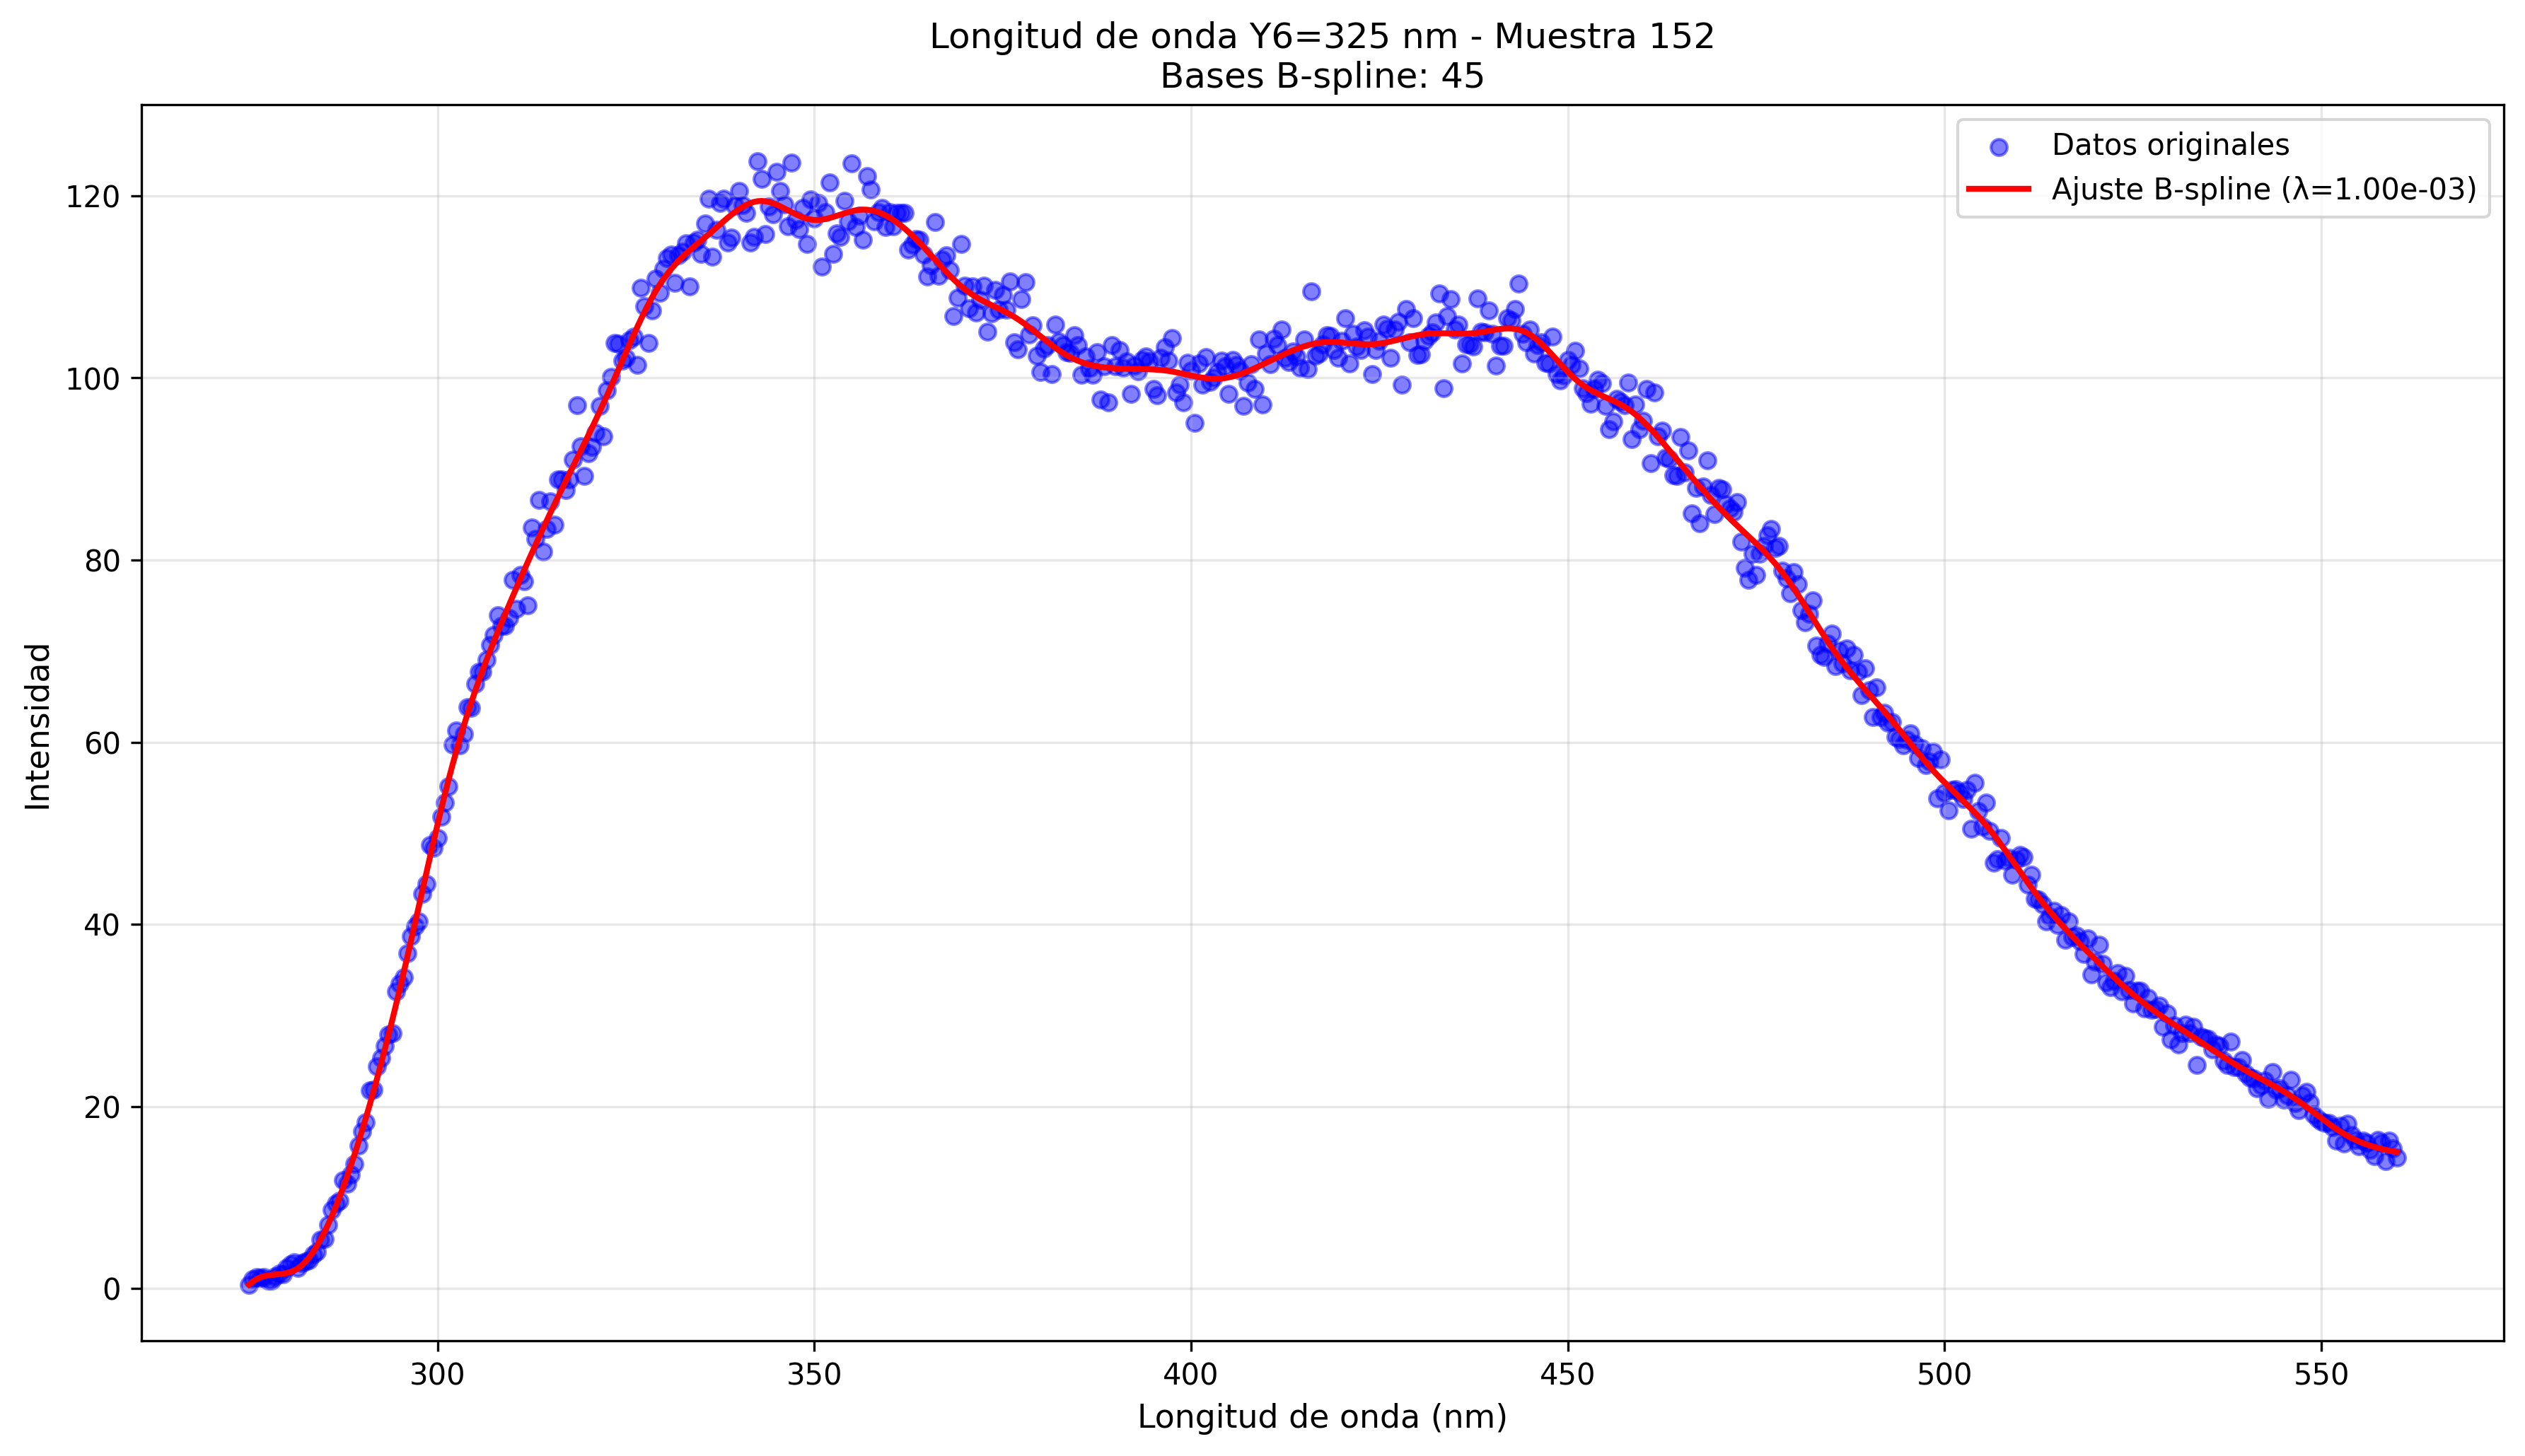 Longitud de onda Y6=325 nm - Muestra 152
Bases B-spline: 45
Datos originales
Ajuste B-spline (λ=1.00e-03)
120
100
80
60
40
20
0
Intensidad
300 350 400 450 500 550
Longitud de onda (nm)